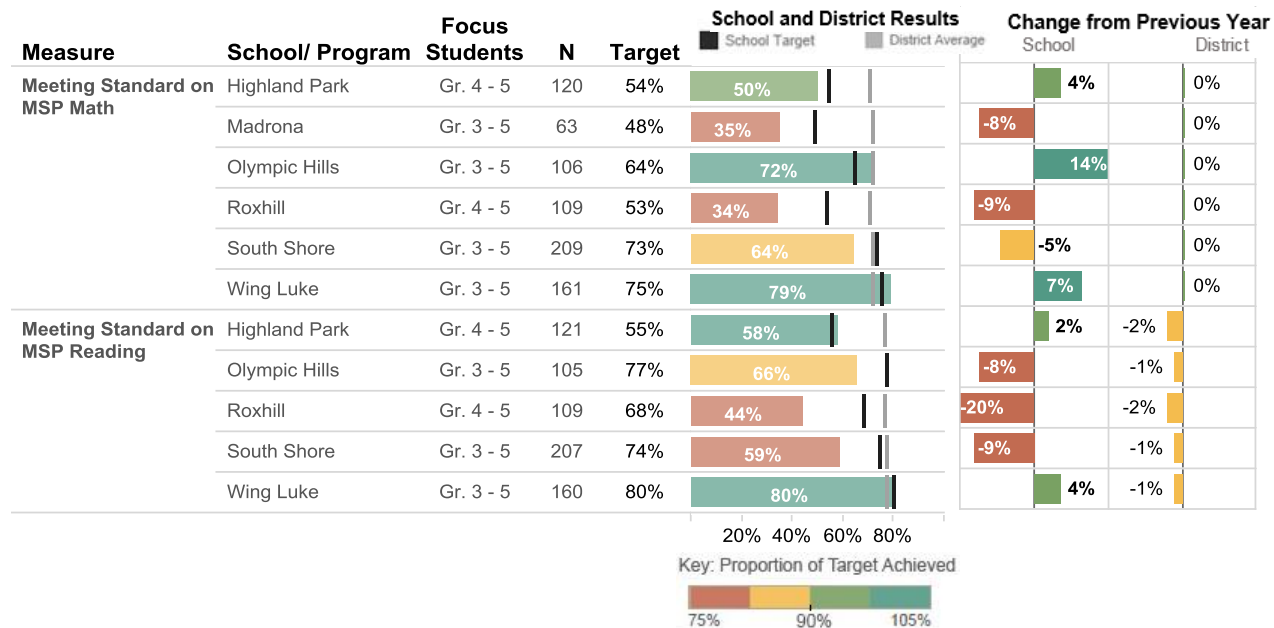 School and District Results
School Target District Average
Change from Previous Year
School District
Measure School/ Program Focus Students N Target
Meeting Standard on MSP Math
Highland Park Gr. 4 - 5 120 54% 50% 4% 0%
Madrona Gr. 3 - 5 63 48% 35% -8% 0%
Olympic Hills Gr. 3 - 5 106 64% 72% 14% 0%
Roxhill Gr. 4 - 5 109 53% 34% -9% 0%
South Shore Gr. 3 - 5 209 73% 64% -5% 0%
Wing Luke Gr. 3 - 5 161 75% 79% 7% 0%
Meeting Standard on MSP Reading
Highland Park Gr. 4 - 5 121 55% 58% 2% -2%
Olympic Hills Gr. 3 - 5 105 77% 66% -8% -1%
Roxhill Gr. 4 - 5 109 68% 44% -20% -2%
South Shore Gr. 3 - 5 207 74% 59% -9% -1%
Wing Luke Gr. 3 - 5 160 80% 80% 4% -1%
20% 40% 60% 80%
Key: Proportion of Target Achieved
75% 90% 105%